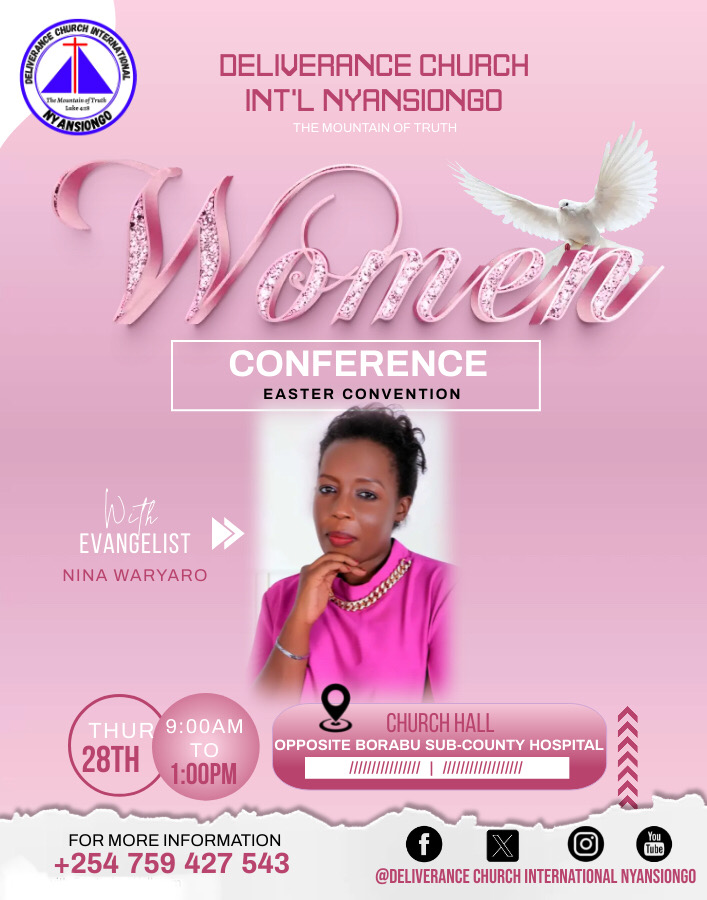 DELIVERANCE CHURCH INTERNATIONAL
The Mountain of Truth
Luke 4:18
NYANSIONGO
DELIVERANCE CHURCH
INT'L NYANSIONGO
THE MOUNTAIN OF TRUTH
Women
CONFERENCE
EASTER CONVENTION
With
EVANGELIST
NINA WARYARO
THUR
28TH
9:00AM
TO
1:00PM
CHURCH HALL
OPPOSITE BORABU SUB-COUNTY HOSPITAL
//////////////// | //////////////////
FOR MORE INFORMATION
+254 759 427 543
You
Tube
@DELIVERANCE CHURCH INTERNATIONAL NYANSIONGO